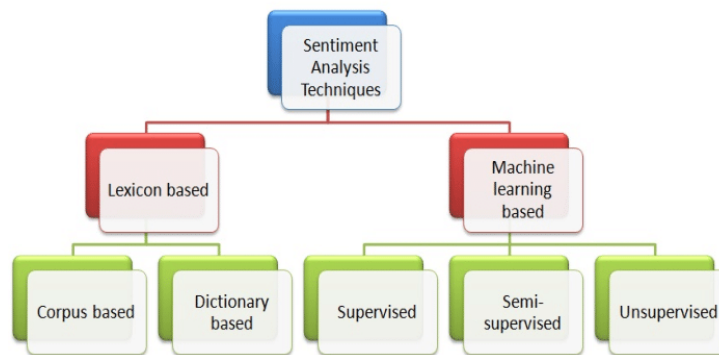 Sentiment
Analysis
Techniques
Lexicon based
Machine
learning
based
Corpus based
Dictionary
based
Supervised
Semi-
supervised
Unsupervised